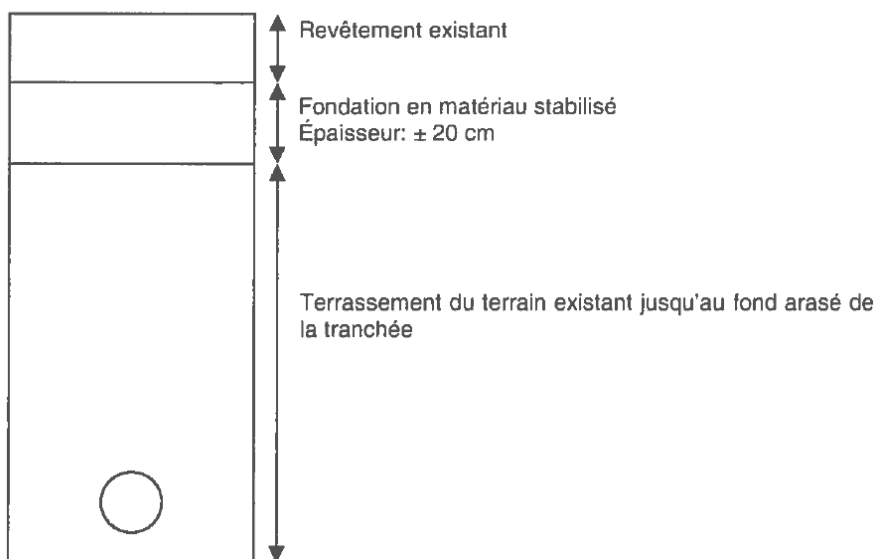 Revêtement existant
Fondation en matériau stabilisé
Épaisseur: ± 20 cm
Terrassement du terrain existant jusqu'au fond arasé de
la tranchée